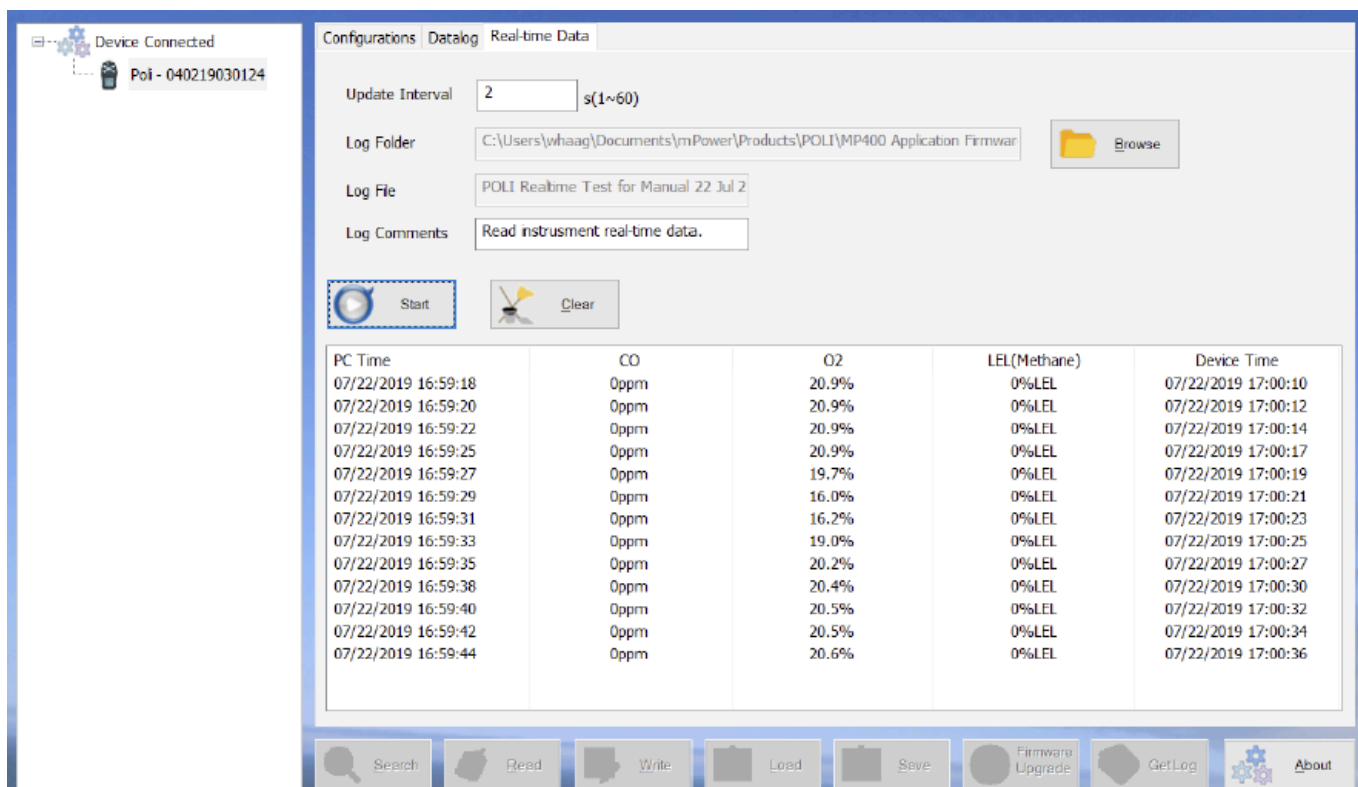 Device Connected
Poli - 040219030124
Configurations Datalog Real-time Data
Update Interval 2 s(1~60)
Log Folder C:\Users\whaag\Documents\mPower\Products\POLI\MP400 Application Firmwar Browse
Log File POLI Realtime Test for Manual 22 Jul 2
Log Comments Read instrusment real-time data.
Start Clear
PC Time CO O2 LEL(Methane) Device Time
07/22/2019 16:59:18 0ppm 20.9% 0%LEL 07/22/2019 17:00:10
07/22/2019 16:59:20 0ppm 20.9% 0%LEL 07/22/2019 17:00:12
07/22/2019 16:59:22 0ppm 20.9% 0%LEL 07/22/2019 17:00:14
07/22/2019 16:59:25 0ppm 20.9% 0%LEL 07/22/2019 17:00:17
07/22/2019 16:59:27 0ppm 19.7% 0%LEL 07/22/2019 17:00:19
07/22/2019 16:59:29 0ppm 16.0% 0%LEL 07/22/2019 17:00:21
07/22/2019 16:59:31 0ppm 16.2% 0%LEL 07/22/2019 17:00:23
07/22/2019 16:59:33 0ppm 19.0% 0%LEL 07/22/2019 17:00:25
07/22/2019 16:59:35 0ppm 20.2% 0%LEL 07/22/2019 17:00:27
07/22/2019 16:59:38 0ppm 20.4% 0%LEL 07/22/2019 17:00:30
07/22/2019 16:59:40 0ppm 20.5% 0%LEL 07/22/2019 17:00:32
07/22/2019 16:59:42 0ppm 20.5% 0%LEL 07/22/2019 17:00:34
07/22/2019 16:59:44 0ppm 20.6% 0%LEL 07/22/2019 17:00:36
Search Read Write Load Save Firmware Upgrade GetLog About